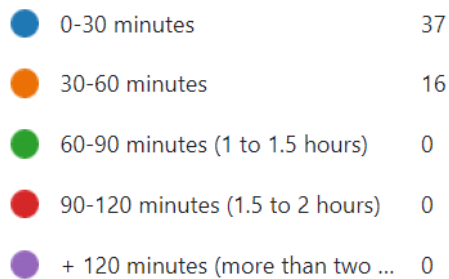 0-30 minutes 37
30-60 minutes 16
60-90 minutes (1 to 1.5 hours) 0
90-120 minutes (1.5 to 2 hours) 0
+ 120 minutes (more than two ... 0